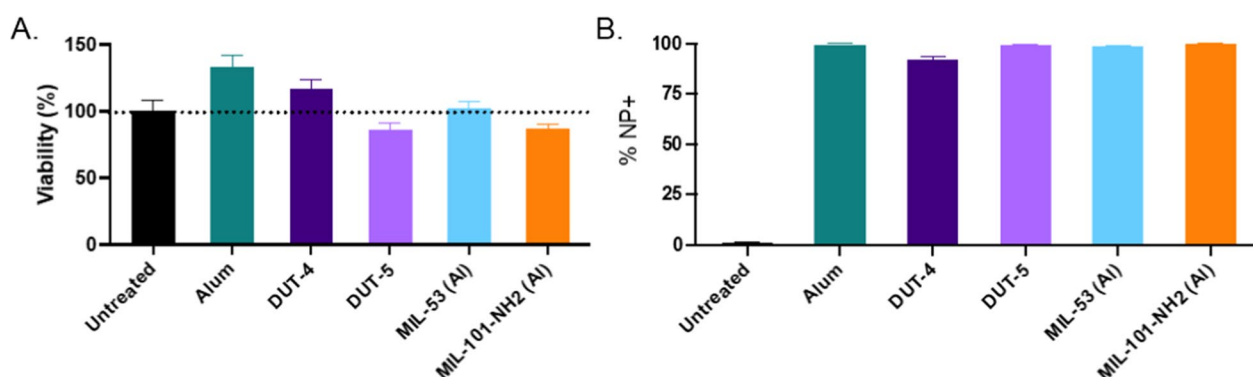 A.
Viability (%)
150
100
50
0
Untreated
Alum
DUT-4
DUT-5
MIL-53 (Al)
MIL-101-NH2 (Al)
B.
% NP+
100
75
50
25
0
Untreated
Alum
DUT-4
DUT-5
MIL-53 (Al)
MIL-101-NH2 (Al)